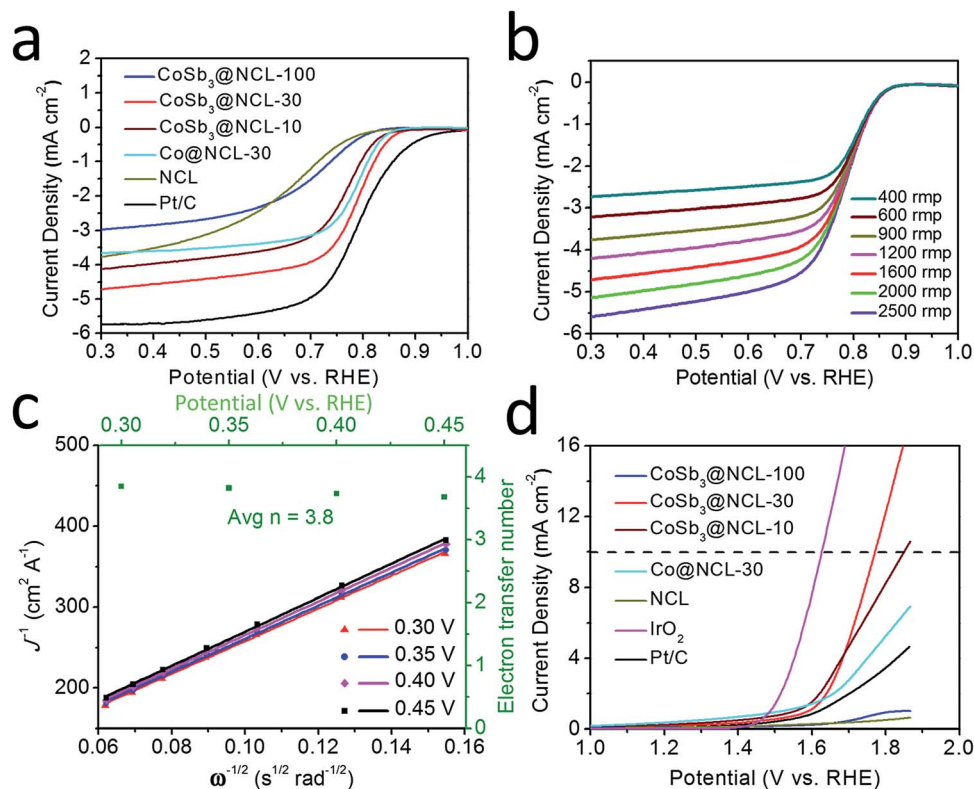 a
2
1
0
-1
-2
-3
-4
-5
-6
Current Density (mA cm⁻²)
CoSb₃@NCL-100
CoSb₃@NCL-30
CoSb₃@NCL-10
Co@NCL-30
NCL
Pt/C
0.3 0.4 0.5 0.6 0.7 0.8 0.9 1.0
Potential (V vs. RHE)
b
0
-1
-2
-3
-4
-5
-6
Current Density (mA cm⁻²)
400 rmp
600 rmp
900 rmp
1200 rmp
1600 rmp
2000 rmp
2500 rmp
0.3 0.4 0.5 0.6 0.7 0.8 0.9 1.0
Potential (V vs. RHE)
c
Potential (V vs. RHE)
0.30 0.35 0.40 0.45
500
400
300
200
J⁻¹ (cm² A⁻¹)
Avg n = 3.8
0.30 V
0.35 V
0.40 V
0.45 V
4
3
2
1
0
Electron transfer number
0.06 0.08 0.10 0.12 0.14 0.16
ω⁻¹/² (s¹/² rad⁻¹/²)
d
16
12
8
4
0
Current Density (mA cm⁻²)
CoSb₃@NCL-100
CoSb₃@NCL-30
CoSb₃@NCL-10
Co@NCL-30
NCL
IrO₂
Pt/C
1.0 1.2 1.4 1.6 1.8 2.0
Potential (V vs. RHE)